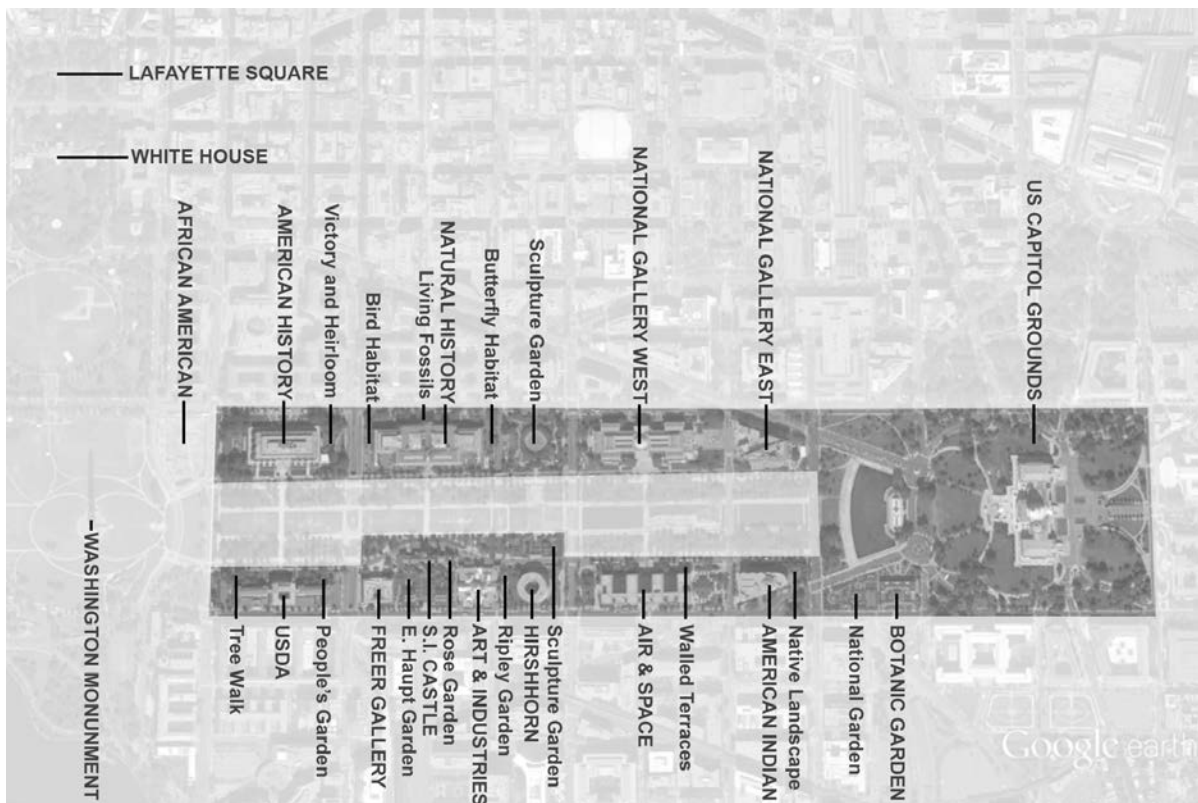 LAFAYETTE SQUARE
WHITE HOUSE
AFRICAN AMERICAN
AMERICAN HISTORY
Victory and Heirloom
Bird Habitat
Living Fossils
NATURAL HISTORY
Butterfly Habitat
Sculpture Garden
NATIONAL GALLERY WEST
NATIONAL GALLERY EAST
US CAPITOL GROUNDS
WASHINGTON MONUNMENT
Tree Walk
USDA
People's Garden
FREER GALLERY
E. Haupt Garden
S.I. CASTLE
Rose Garden
ART & INDUSTRIES
Ripley Garden
HIRSHHORN
Sculpture Garden
AIR & SPACE
Walled Terraces
AMERICAN INDIAN
Native Landscape
National Garden
BOTANIC GARDEN
Google earth